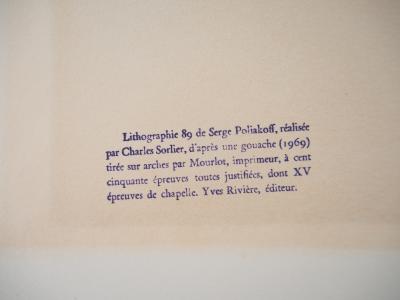 Lithographie 89 de Serge Poliakoff, réalisée
par Charles Sorlier, d'après une gouache (1969)
tirée sur arches par Mourlot, imprimeur, à cent
cinquante épreuves toutes justifiées, dont XV
épreuves de chapelle. Yves Rivière, éditeur.